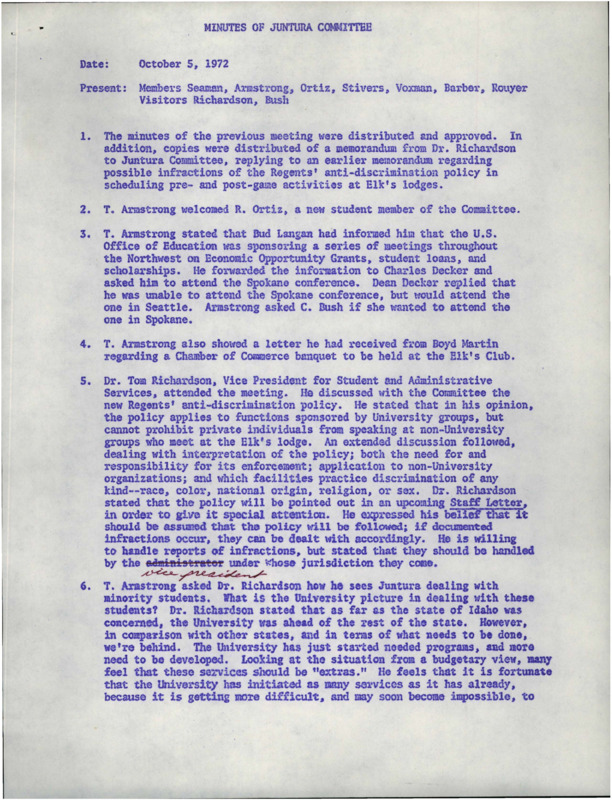 MINUTES OF JUNTURA COMMITTEE
Date: October 5, 1972
Present: Members Seaman, Armstrong, Ortiz, Stivers, Voxman, Barber, Rouyer
Visitors Richardson, Bush
1. The minutes of the previous meeting were distributed and approved. In
addition, copies were distributed of a memorandum from Dr. Richardson
to Juntura Committee, replying to an earlier memorandum regarding
possible infractions of the Regents' anti-discrimination policy in
scheduling pre- and post-game activities at Elk's lodges.
2. T. Armstrong welcomed R. Ortiz, a new student member of the Committee.
3. T. Armstrong stated that Bud Langan had informed him that the U.S.
Office of Education was sponsoring a series of meetings throughout
the Northwest on Economic Opportunity Grants, student loans, and
scholarships. He forwarded the information to Charles Decker and
asked him to attend the Spokane conference. Dean Decker replied that
he was unable to attend the Spokane conference, but would attend the
one in Seattle. Armstrong asked C. Bush if she wanted to attend the
one in Spokane.
4. T. Armstrong also showed a letter he had received from Boyd Martin
regarding a Chamber of Commerce banquet to be held at the Elk's Club.
5. Dr. Tom Richardson, Vice President for Student and Administrative
Services, attended the meeting. He discussed with the Committee the
new Regents' anti-discrimination policy. He stated that in his opinion,
the policy applies to functions sponsored by University groups, but
cannot prohibit private individuals from speaking at non-University
groups who meet at the Elk's lodge. An extended discussion followed,
dealing with interpretation of the policy; both the need for and
responsibility for its enforcement; application to non-University
organizations; and which facilities practice discrimination of any
kind--race, color, national origin, religion, or sex. Dr. Richardson
stated that the policy will be pointed out in an upcoming Staff Letter,
in order to give it special attention. He expressed his belief that it
should be assumed that the policy will be followed; if documented
infractions occur, they can be dealt with accordingly. He is willing
to handle reports of infractions, but stated that they should be handled
by the administrator under whose jurisdiction they come.
vice president
6. T. Armstrong asked Dr. Richardson how he sees Juntura dealing with
minority students. What is the University picture in dealing with these
students? Dr. Richardson stated that as far as the state of Idaho was
concerned, the University was ahead of the rest of the state. However,
in comparison with other states, and in terms of what needs to be done,
we're behind. The University has just started needed programs, and more
need to be developed. Looking at the situation from a budgetary view, many
feel that these services should be "extras." He feels that it is fortunate
that the University has initiated as many services as it has already,
because it is getting more difficult, and may soon become impossible, to